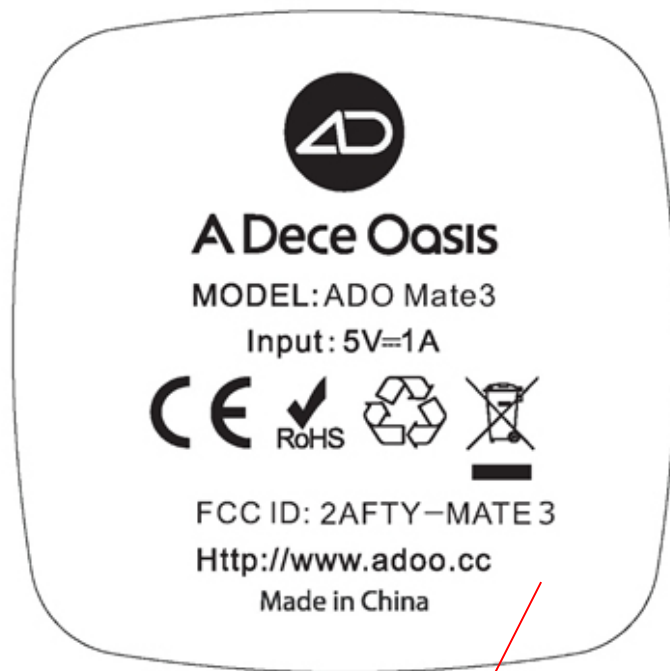 AD
A Dece Oasis
MODEL: ADO Mate3
Input: 5V⎓1A
CE RoHS
FCC ID: 2AFTY-MATE 3
Http://www.adoo.cc
Made in China